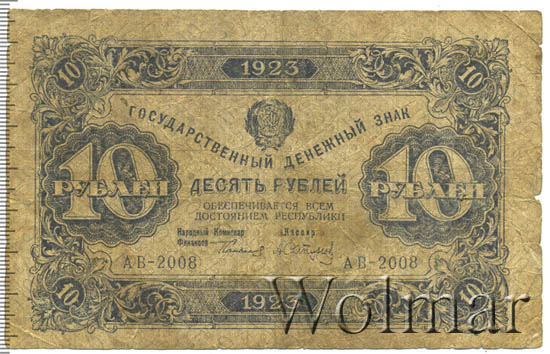 10 1923 10
ГОСУДАРСТВЕННЫЙ ДЕНЕЖНЫЙ ЗНАК
10 РУБЛЕЙ
ДЕСЯТЬ РУБЛЕЙ
10 РУБЛЕЙ
ОБЕСПЕЧИВАЕТСЯ ВСЕМ
ДОСТОЯНИЕМ РЕСПУБЛИКИ
Народный Комиссар
Финансов
Кассир
АВ-2008 АВ-2008
10 1923
Wolmar